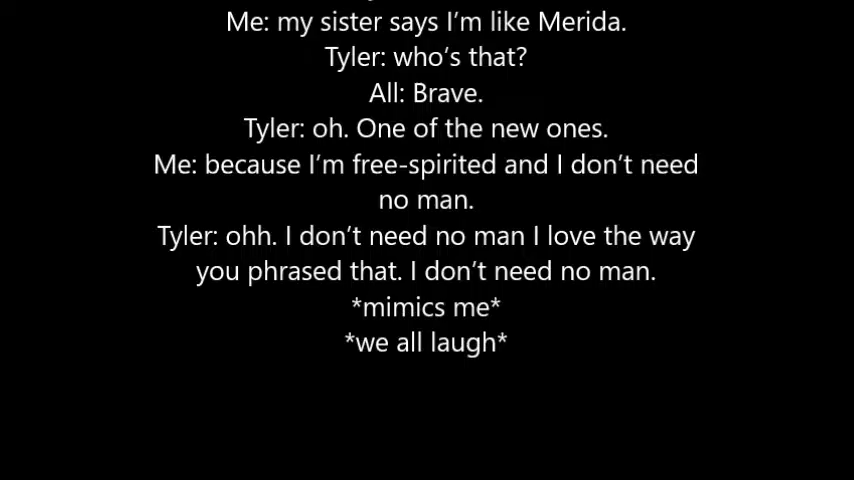 Me: my sister says I’m like Merida.
Tyler: who’s that?
All: Brave.
Tyler: oh. One of the new ones.
Me: because I’m free-spirited and I don’t need
no man.
Tyler: ohh. I don’t need no man I love the way
you phrased that. I don’t need no man.
*mimics me*
*we all laugh*